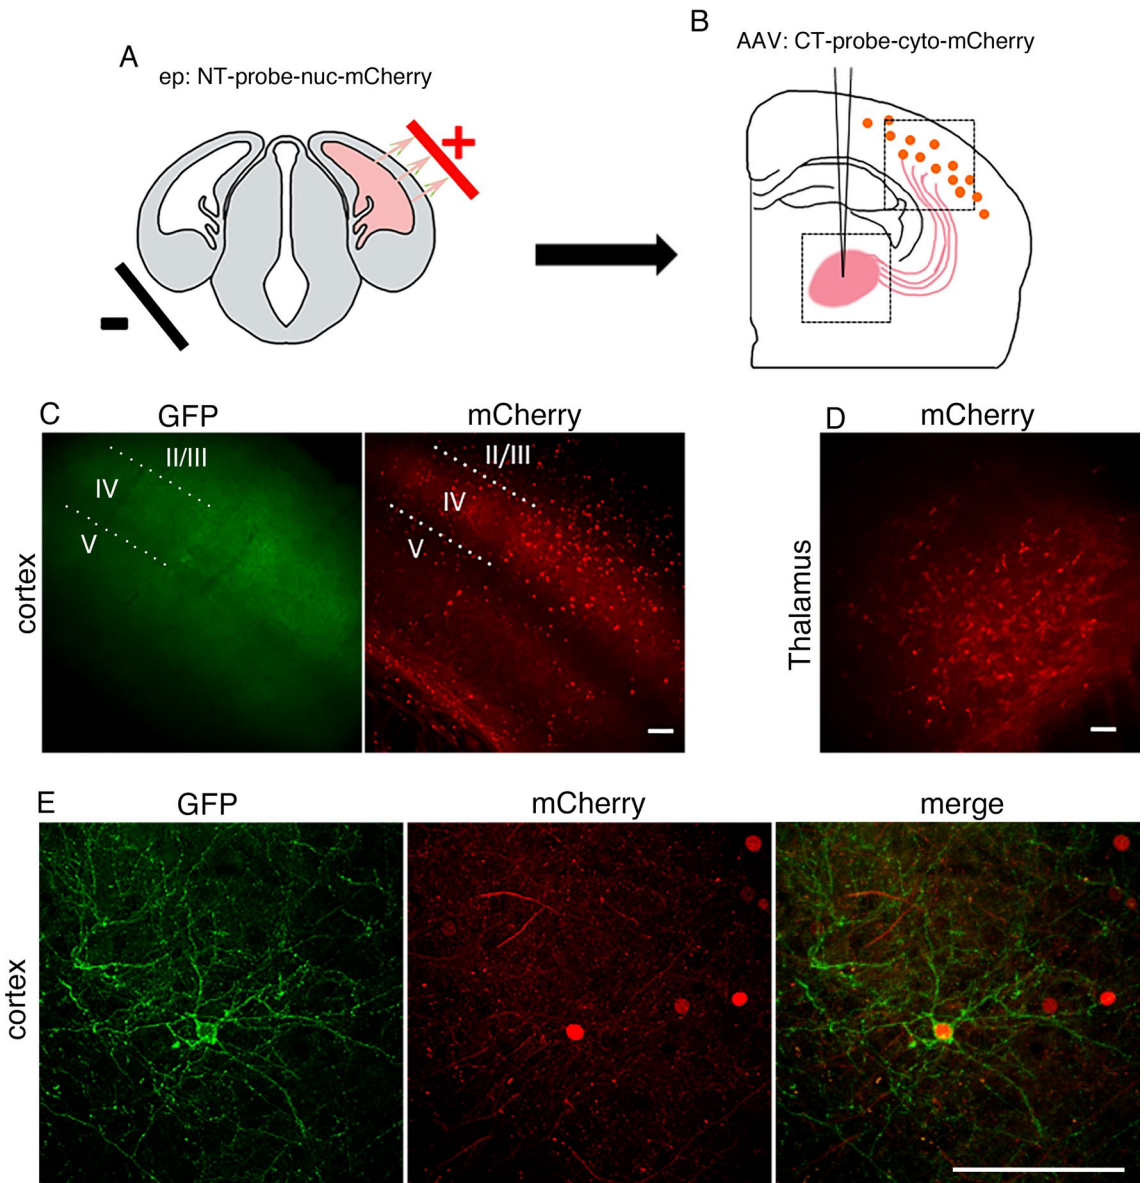 A
ep: NT-probe-nuc-mCherry
+
-
B
AAV: CT-probe-cyto-mCherry
C
GFP
mCherry
cortex
II/III
IV
V
II/III
IV
V
D
mCherry
Thalamus
E
GFP
mCherry
merge
cortex